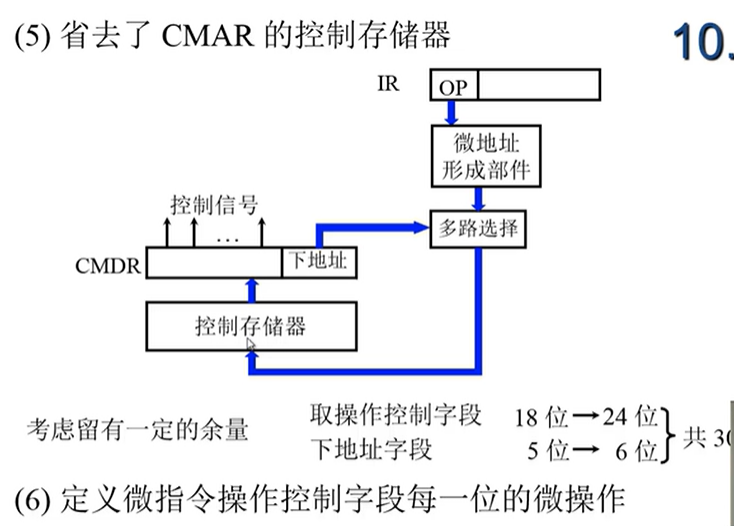 (5) 省去了 CMAR 的控制存储器
10.
IR
OP
微地址
形成部件
控制信号
…
多路选择
CMDR
下地址
控制存储器
考虑留有一定的余量
取操作控制字段 18 位→24 位
下地址字段 5 位→ 6 位
共 30
(6) 定义微指令操作控制字段每一位的微操作